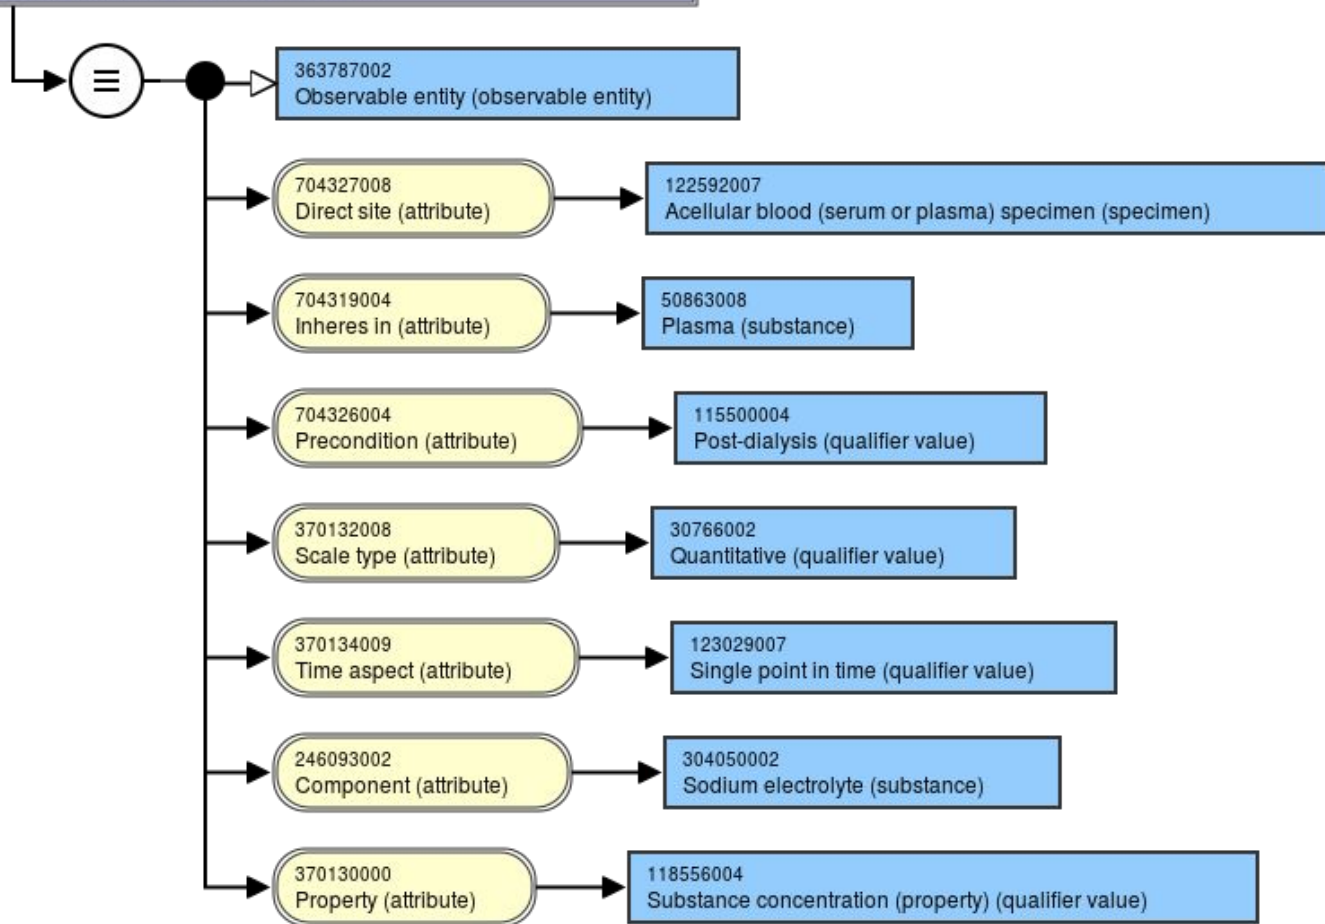 363787002
Observable entity (observable entity)
704327008
Direct site (attribute)
122592007
Acellular blood (serum or plasma) specimen (specimen)
704319004
Inheres in (attribute)
50863008
Plasma (substance)
704326004
Precondition (attribute)
115500004
Post-dialysis (qualifier value)
370132008
Scale type (attribute)
30766002
Quantitative (qualifier value)
370134009
Time aspect (attribute)
123029007
Single point in time (qualifier value)
246093002
Component (attribute)
304050002
Sodium electrolyte (substance)
370130000
Property (attribute)
118556004
Substance concentration (property) (qualifier value)